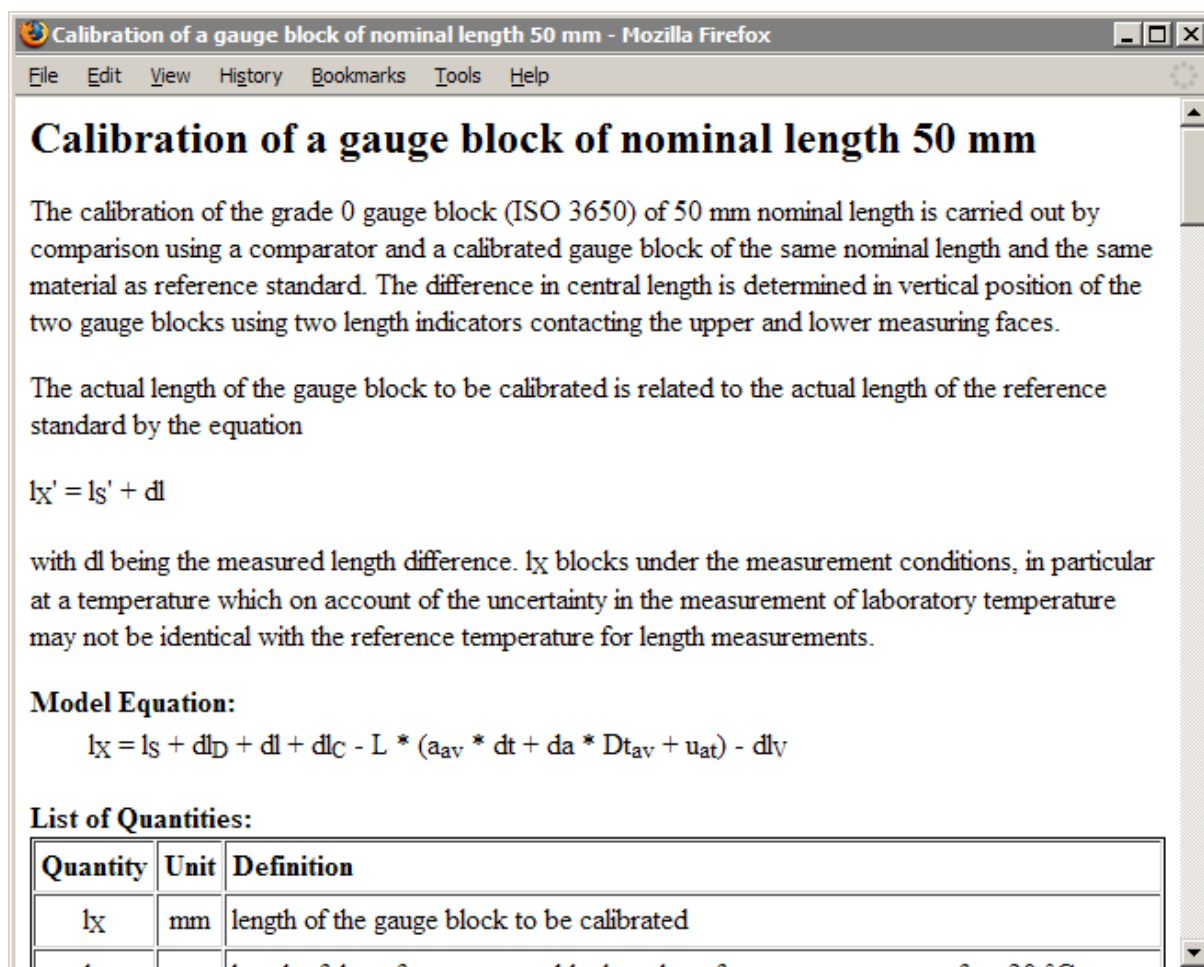 Calibration of a gauge block of nominal length 50 mm - Mozilla Firefox
File Edit View History Bookmarks Tools Help
Calibration of a gauge block of nominal length 50 mm
The calibration of the grade 0 gauge block (ISO 3650) of 50 mm nominal length is carried out by
comparison using a comparator and a calibrated gauge block of the same nominal length and the same
material as reference standard. The difference in central length is determined in vertical position of the
two gauge blocks using two length indicators contacting the upper and lower measuring faces.
The actual length of the gauge block to be calibrated is related to the actual length of the reference
standard by the equation
lX' = lS' + dl
with dl being the measured length difference. lX blocks under the measurement conditions, in particular
at a temperature which on account of the uncertainty in the measurement of laboratory temperature
may not be identical with the reference temperature for length measurements.
Model Equation:
lX = lS + dlD + dl + dlC - L * (aav * dt + da * Dtav + uat) - dlV
List of Quantities:
Quantity Unit Definition
lX mm length of the gauge block to be calibrated